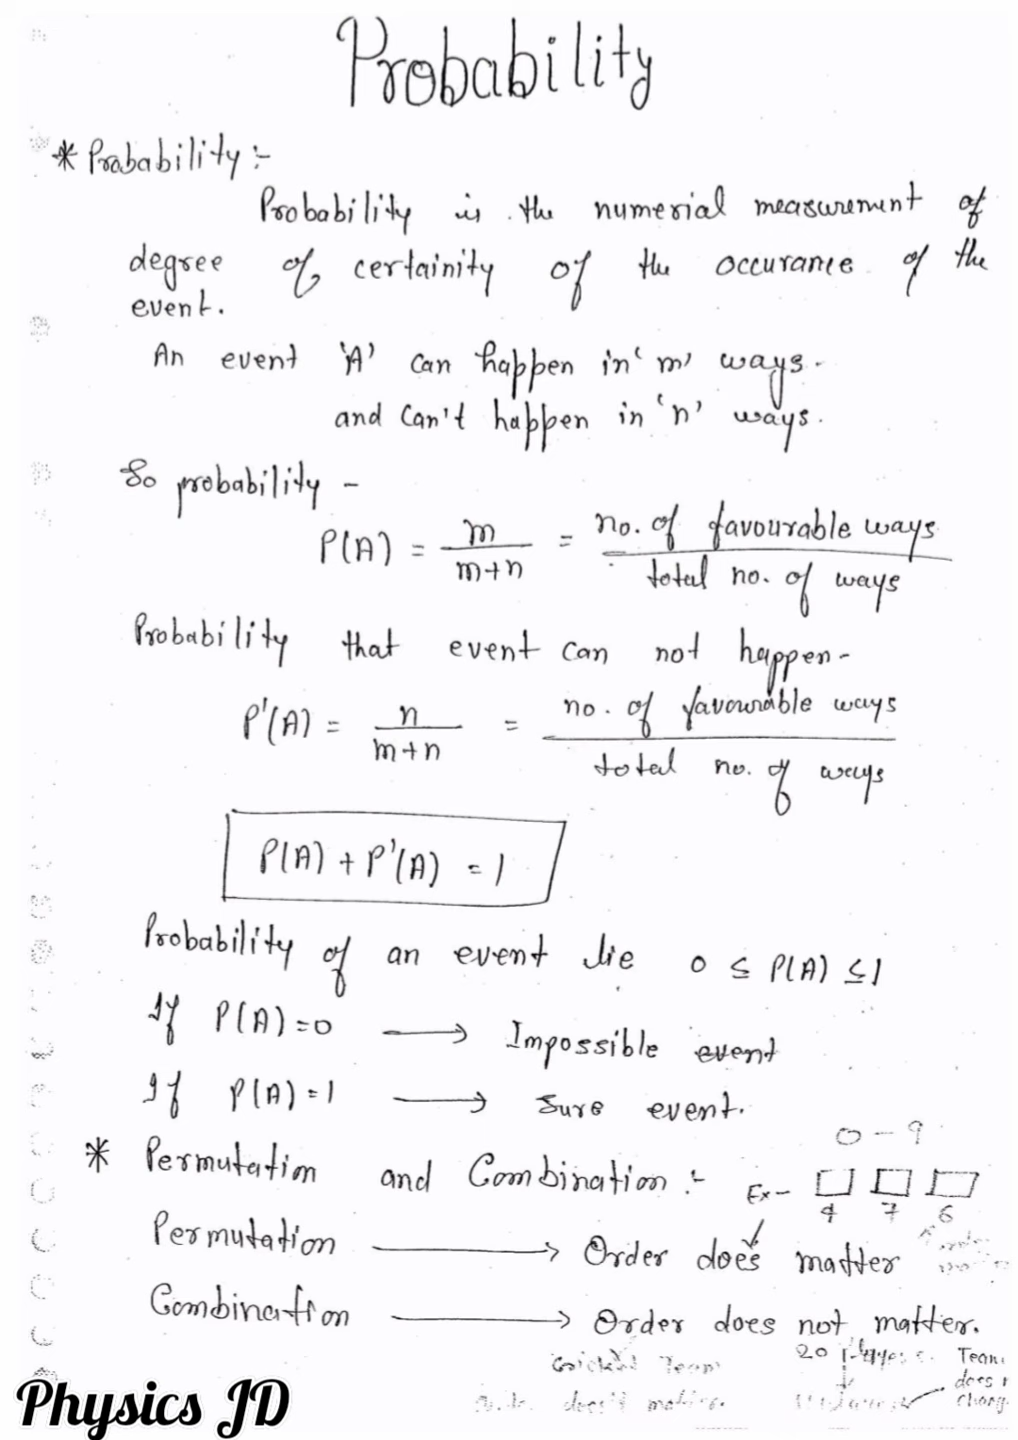 Probability
* Probability :-
Probability is the numerial measurement of
degree of certainity of the occurance of the
event.
An event 'A' can happen in 'm' ways.
and can't happen in 'n' ways.
So probability -
P(A) = m/(m+n) = no. of favourable ways / total no. of ways
Probability that event can not happen-
P'(A) = n/(m+n) = no. of favourable ways / total no. of ways
P(A) + P'(A) = 1
Probability of an event lie 0 ≤ P(A) ≤ 1
If P(A)=0 → Impossible event
If P(A)=1 → Sure event.
0 - 9
* Permutation and Combination :- Ex-
4 7 6
Permutation → Order does matter
Combination → Order does not matter.
20 Team
Team does
doesn't
Physics JD